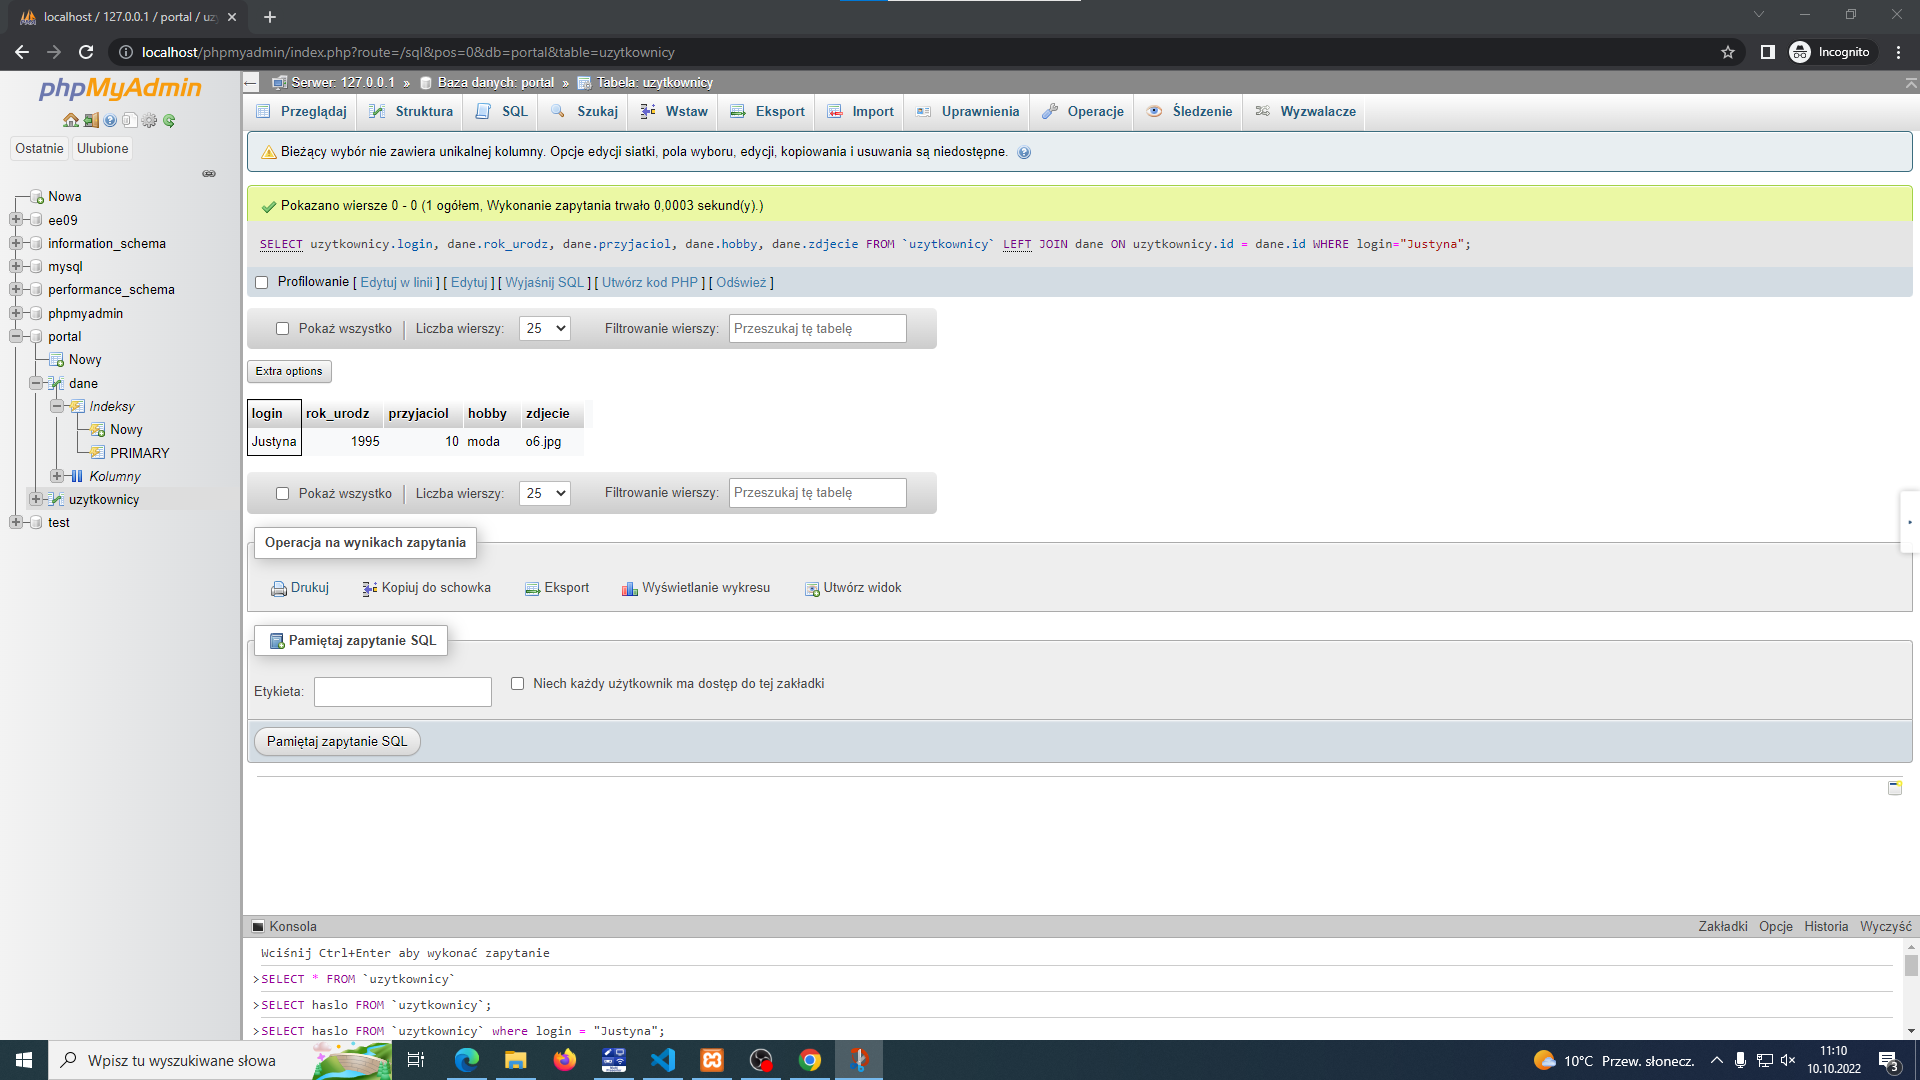 localhost / 127.0.0.1 / portal / uz
localhost/phpmyadmin/index.php?route=/sql&pos=0&db=portal&table=uzytkownicy
Incognito
phpMyAdmin
Ostatnie
Ulubione
Nowa
ee09
information_schema
mysql
performance_schema
phpmyadmin
portal
Nowy
dane
Indeksy
Nowy
PRIMARY
Kolumny
uzytkownicy
test
Serwer: 127.0.0.1 » Baza danych: portal » Tabela: uzytkownicy
Przeglądaj Struktura SQL Szukaj Wstaw Eksport Import Uprawnienia Operacje Śledzenie Wyzwalacze
Bieżący wybór nie zawiera unikalnej kolumny. Opcje edycji siatki, pola wyboru, edycji, kopiowania i usuwania są niedostępne.
Pokazano wiersze 0 - 0 (1 ogółem, Wykonanie zapytania trwało 0,0003 sekund(y).)
SELECT uzytkownicy.login, dane.rok_urodz, dane.przyjaciol, dane.hobby, dane.zdjecie FROM `uzytkownicy` LEFT JOIN dane ON uzytkownicy.id = dane.id WHERE login="Justyna";
Profilowanie [ Edytuj w linii ] [ Edytuj ] [ Wyjaśnij SQL ] [ Utwórz kod PHP ] [ Odśwież ]
Pokaż wszystko Liczba wierszy: 25 Filtrowanie wierszy: Przeszukaj tę tabelę
Extra options
login rok_urodz przyjaciol hobby zdjecie
Justyna 1995 10 moda o6.jpg
Pokaż wszystko Liczba wierszy: 25 Filtrowanie wierszy: Przeszukaj tę tabelę
Operacja na wynikach zapytania
Drukuj Kopiuj do schowka Eksport Wyświetlanie wykresu Utwórz widok
Pamiętaj zapytanie SQL
Etykieta: Niech każdy użytkownik ma dostęp do tej zakładki
Pamiętaj zapytanie SQL
Konsola Zakładki Opcje Historia Wyczyść
Wciśnij Ctrl+Enter aby wykonać zapytanie
>SELECT * FROM `uzytkownicy`
>SELECT haslo FROM `uzytkownicy`;
>SELECT haslo FROM `uzytkownicy` where login = "Justyna";
Wpisz tu wyszukiwane słowa
10°C Przew. słonecz.
11:10
10.10.2022
3